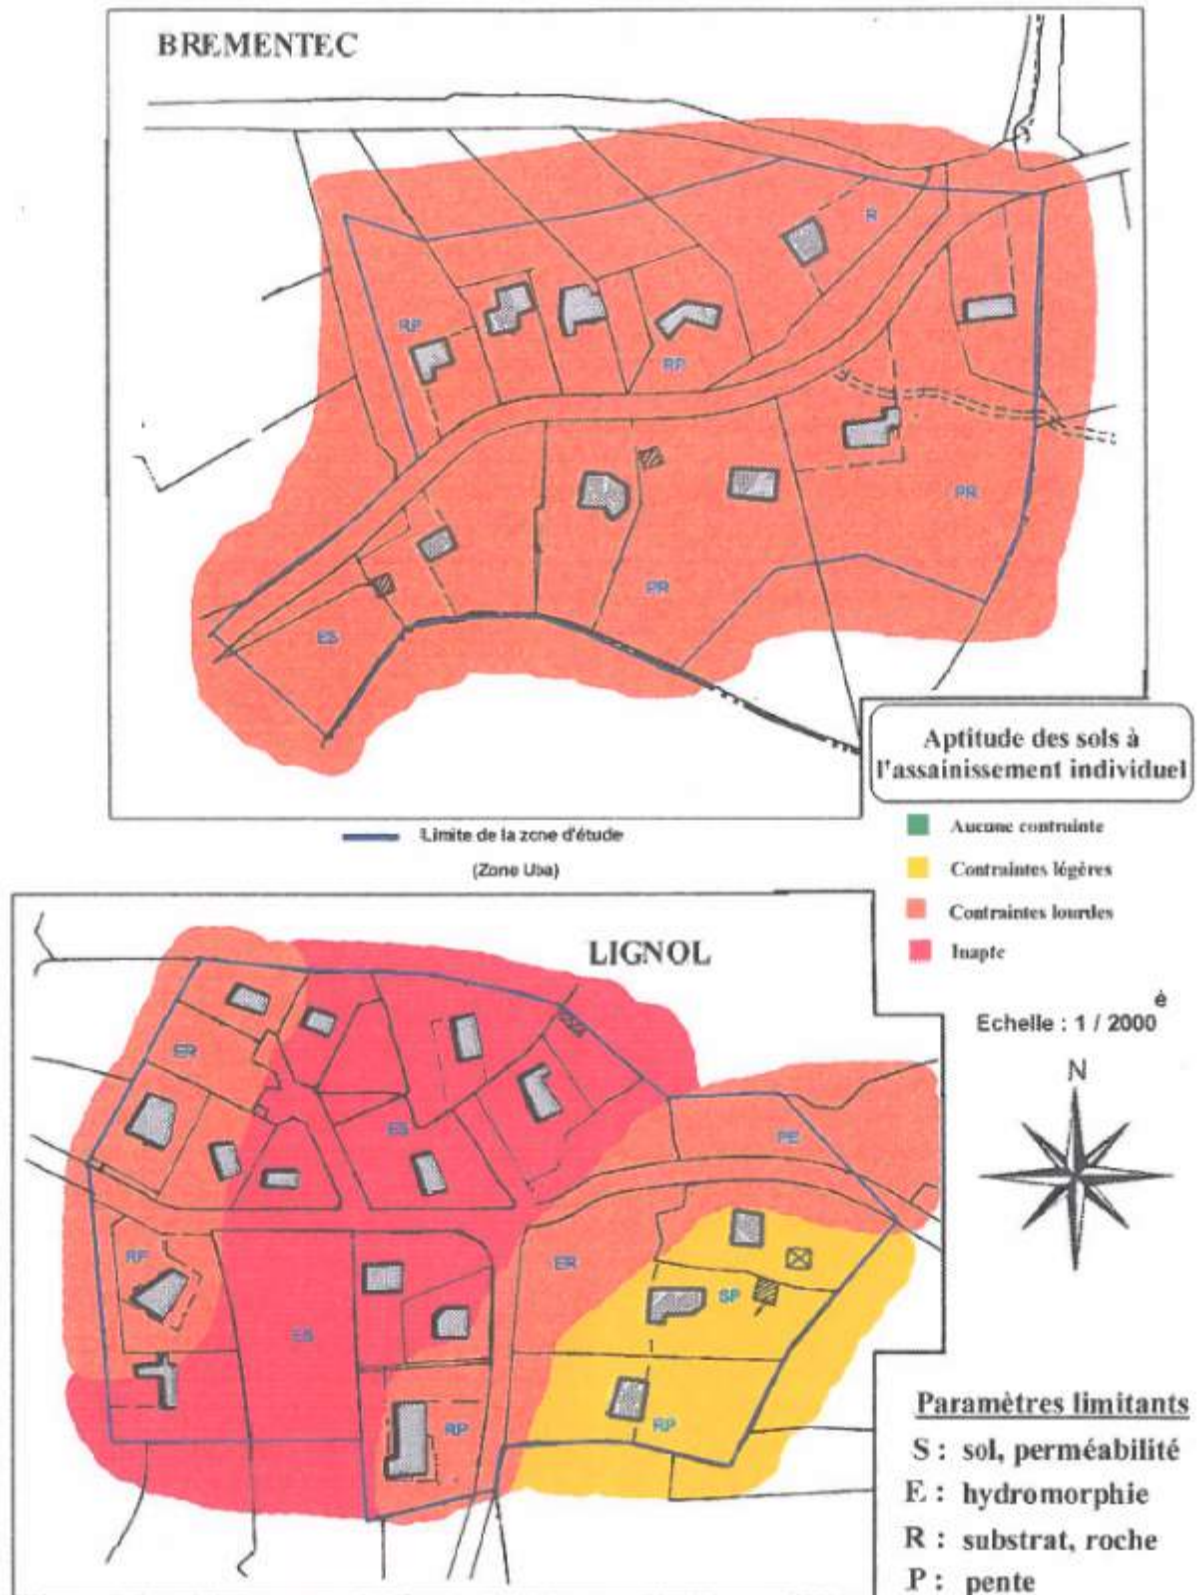 BREMENTEC
R
RP
RP
PR
PR
ES
Aptitude des sols à
l'assainissement individuel
Limite de la zone d'étude
(Zone Uba)
Aucune contrainte
Contraintes légères
Contraintes lourdes
Inapte
LIGNOL
è
Echelle : 1 / 2000
N
ER
ES
PE
RP
ER
SP
ES
RP
RP
Paramètres limitants
S : sol, perméabilité
E : hydromorphie
R : substrat, roche
P : pente